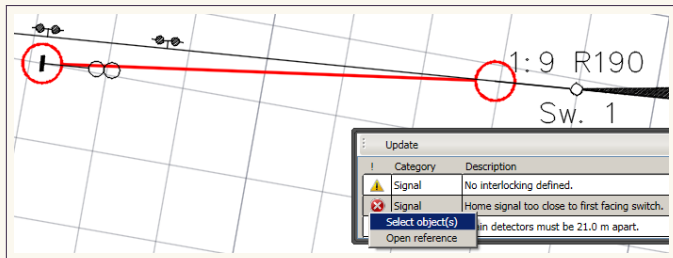 1:9 R190
Sw. 1
Update
! Category Description
Signal No interlocking defined.
Signal Home signal too close to first facing switch.
Select object(s)
ain detectors must be 21.0 m apart.
Open reference